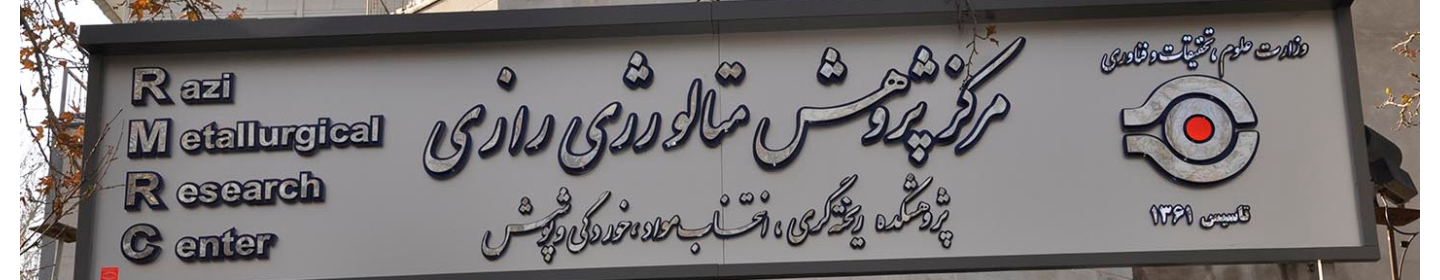 وزارت علوم، تحقیقات و فناوری
مرکز پژوهش متالورژی رازی
پژوهشکده ریخته‌گری، انتخاب مواد، خوردگی و پوشش
تاسیس ۱۳۶۱
Razi
Metallurgical
Research
Center